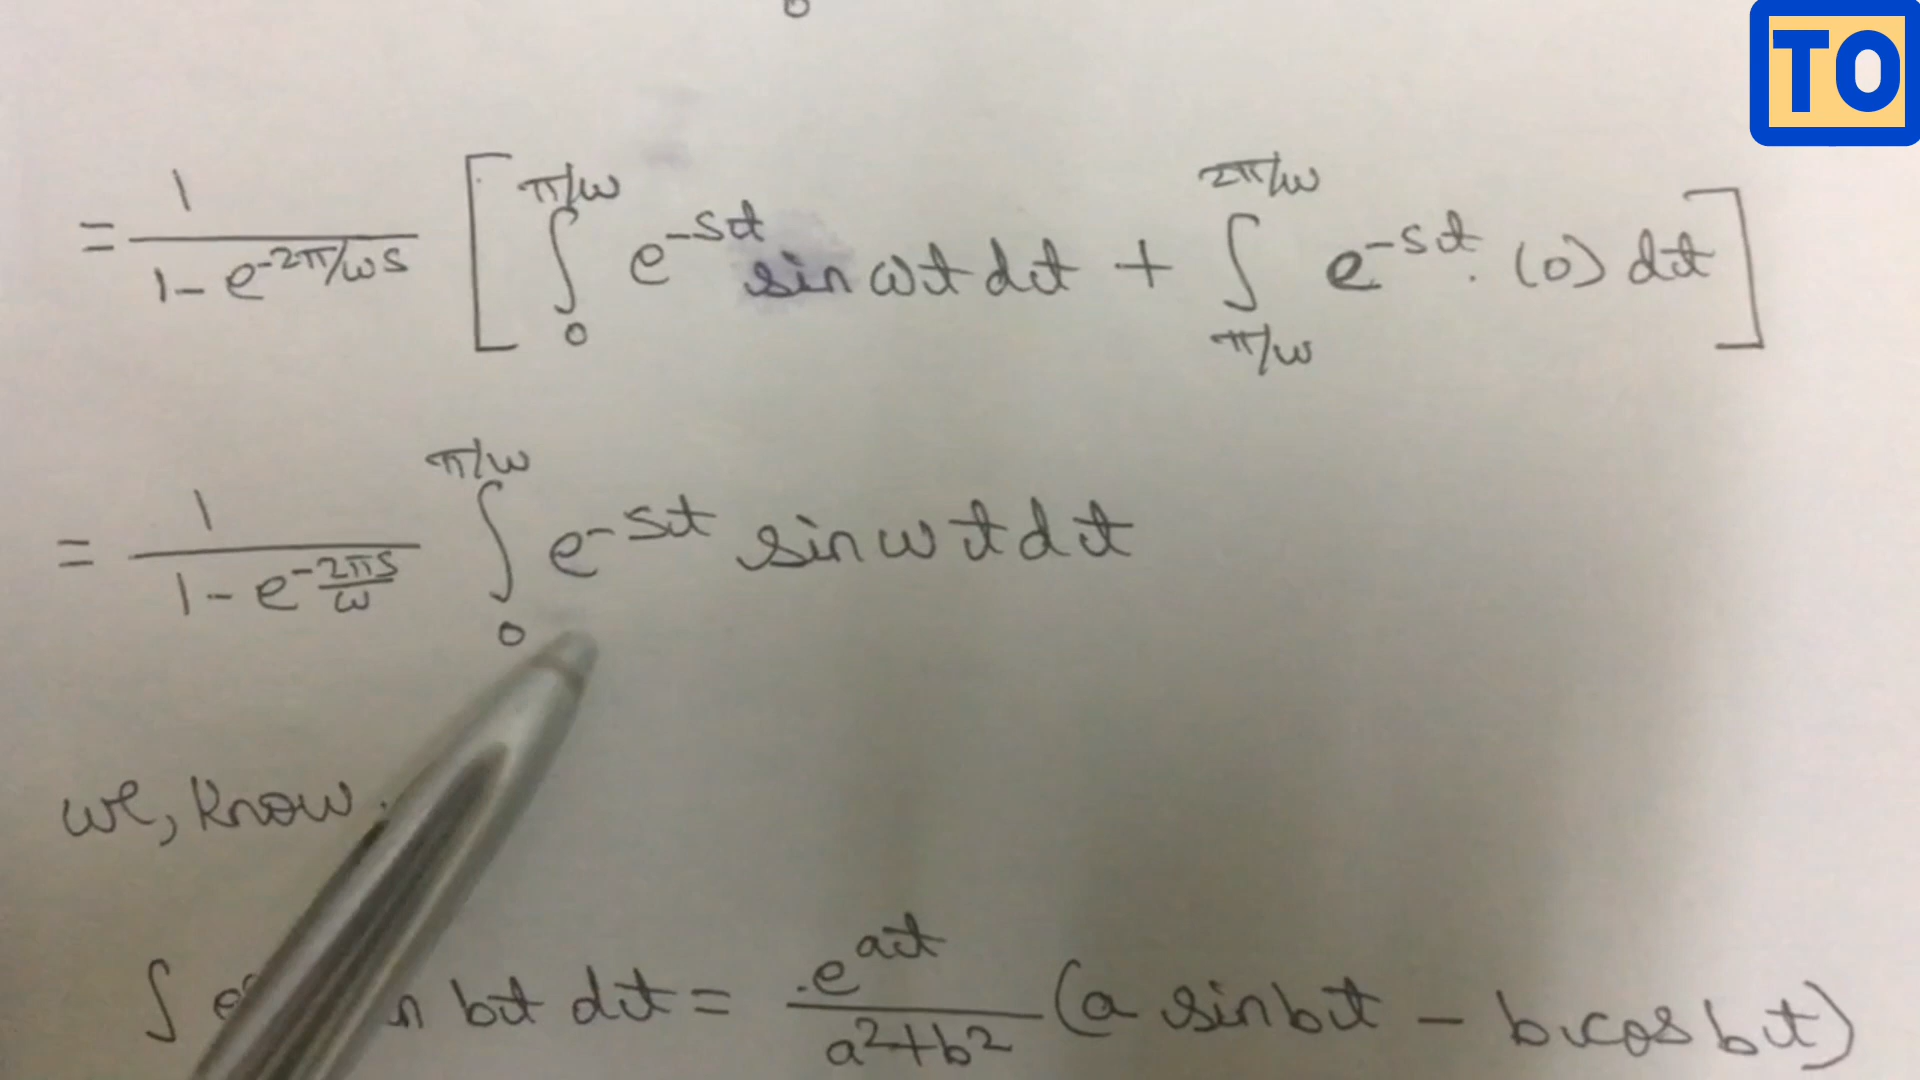 TO
= 1/(1-e^(-2π/ω s)) [ ∫_0^(π/ω) e^(-st) sin ωt dt + ∫_(π/ω)^(2π/ω) e^(-st) . (0) dt ]
= 1/(1-e^(-2πs/ω)) ∫_0^(π/ω) e^(-st) sin ωt dt
we, know.
∫ e n bt dt = e^(at)/(a²+b²) (a sin bt - b.cos bt)